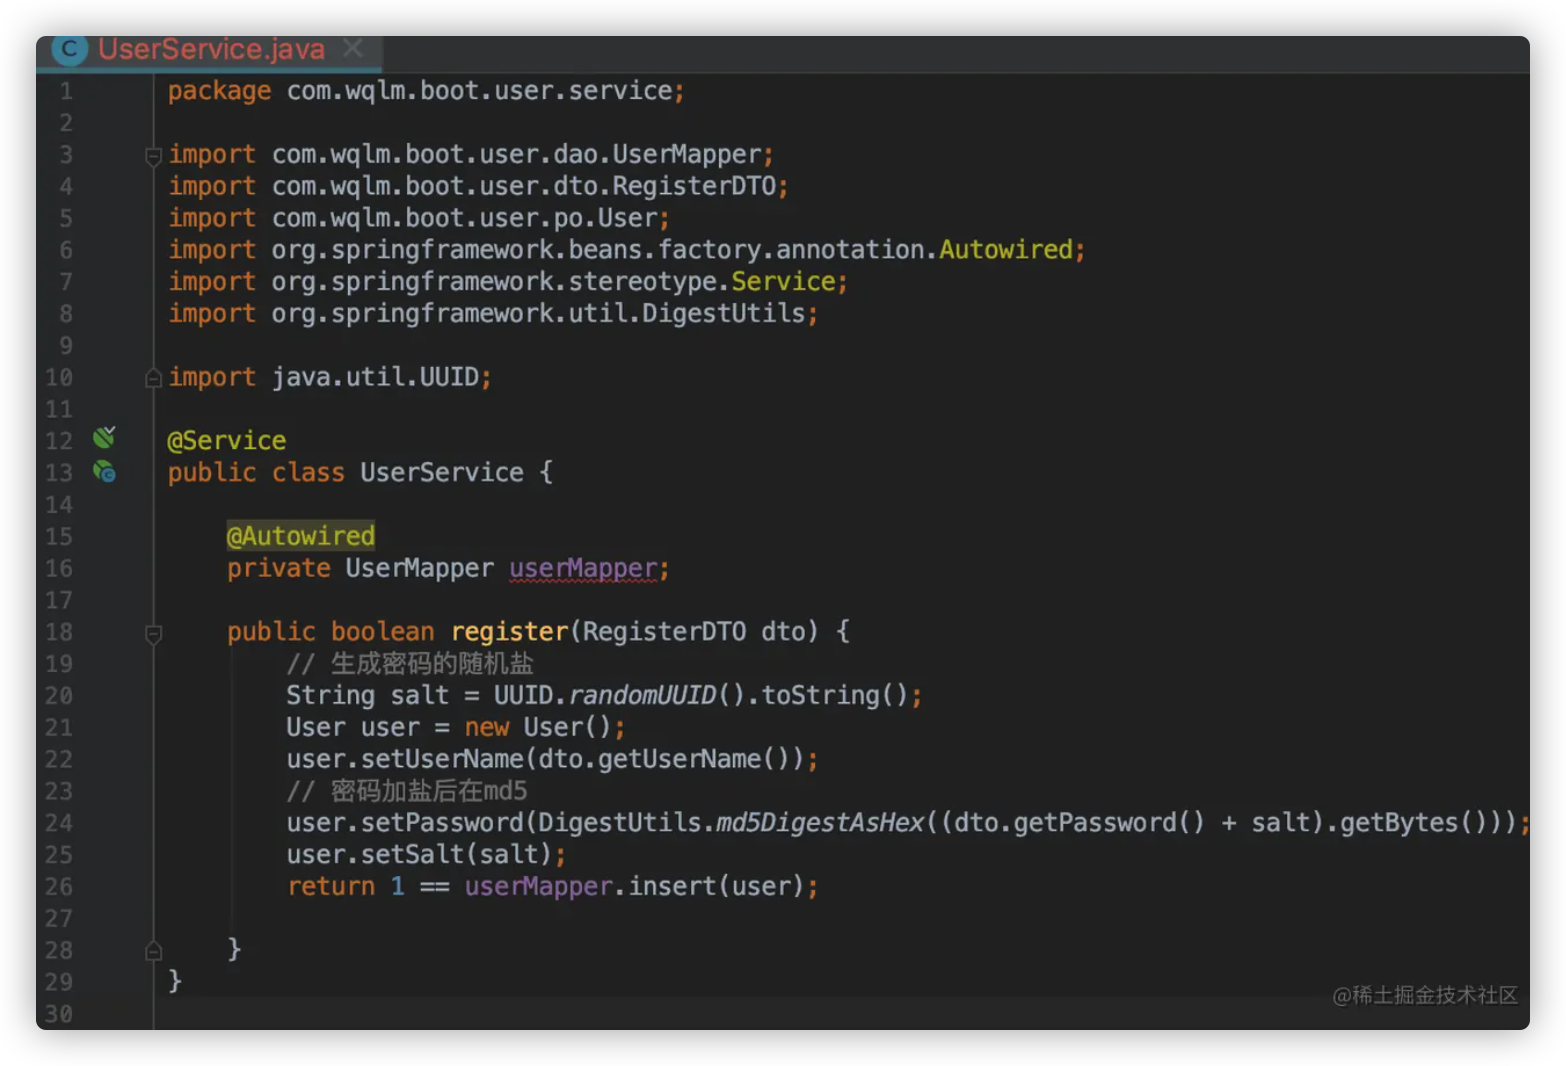 UserService.java
1 package com.wqlm.boot.user.service;
2
3 import com.wqlm.boot.user.dao.UserMapper;
4 import com.wqlm.boot.user.dto.RegisterDTO;
5 import com.wqlm.boot.user.po.User;
6 import org.springframework.beans.factory.annotation.Autowired;
7 import org.springframework.stereotype.Service;
8 import org.springframework.util.DigestUtils;
9
10 import java.util.UUID;
11
12 @Service
13 public class UserService {
14
15     @Autowired
16     private UserMapper userMapper;
17
18     public boolean register(RegisterDTO dto) {
19         // 生成密码的随机盐
20         String salt = UUID.randomUUID().toString();
21         User user = new User();
22         user.setUserName(dto.getUserName());
23         // 密码加盐后在md5
24         user.setPassword(DigestUtils.md5DigestAsHex((dto.getPassword() + salt).getBytes()));
25         user.setSalt(salt);
26         return 1 == userMapper.insert(user);
27
28     }
29 }
30
@稀土掘金技术社区